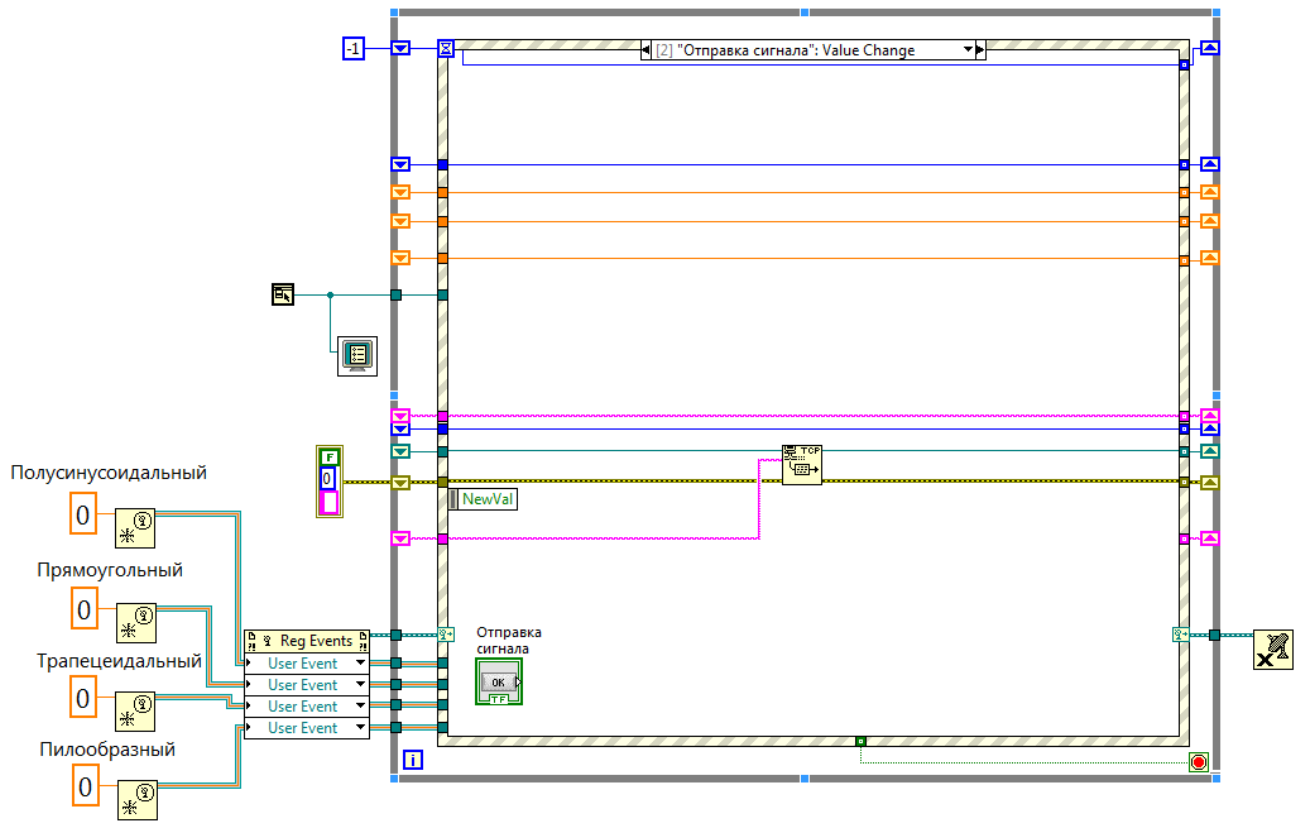 -1
[2] "Отправка сигнала": Value Change
TCP
F
0
NewVal
Полусинусоидальный
0
Прямоугольный
0
Reg Events
User Event
User Event
User Event
User Event
Трапецеидальный
0
Пилообразный
0
Отправка
сигнала
OK
TF
i